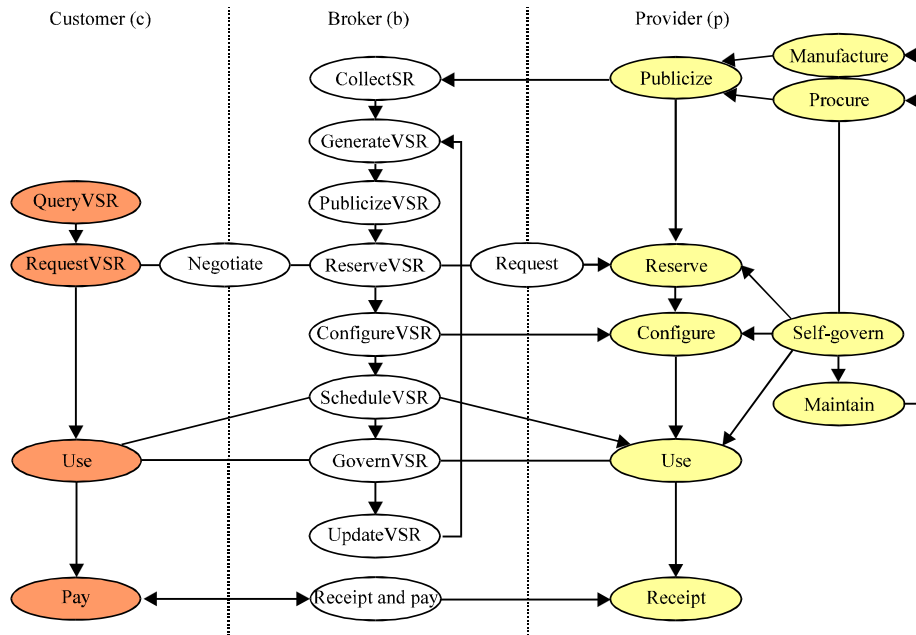 Customer (c)
Broker (b)
Provider (p)
Manufacture
CollectSR
Publicize
Procure
GenerateVSR
QueryVSR
PublicizeVSR
RequestVSR
Negotiate
ReserveVSR
Request
Reserve
ConfigureVSR
Configure
Self-govern
ScheduleVSR
Maintain
Use
GovernVSR
Use
UpdateVSR
Pay
Receipt and pay
Receipt